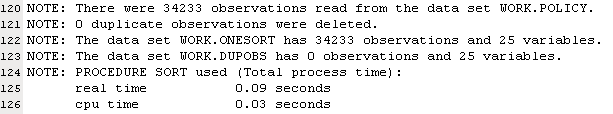 120 NOTE: There were 34233 observations read from the data set WORK.POLICY.
121 NOTE: 0 duplicate observations were deleted.
122 NOTE: The data set WORK.ONESORT has 34233 observations and 25 variables.
123 NOTE: The data set WORK.DUPOBS has 0 observations and 25 variables.
124 NOTE: PROCEDURE SORT used (Total process time):
125 real time 0.09 seconds
126 cpu time 0.03 seconds